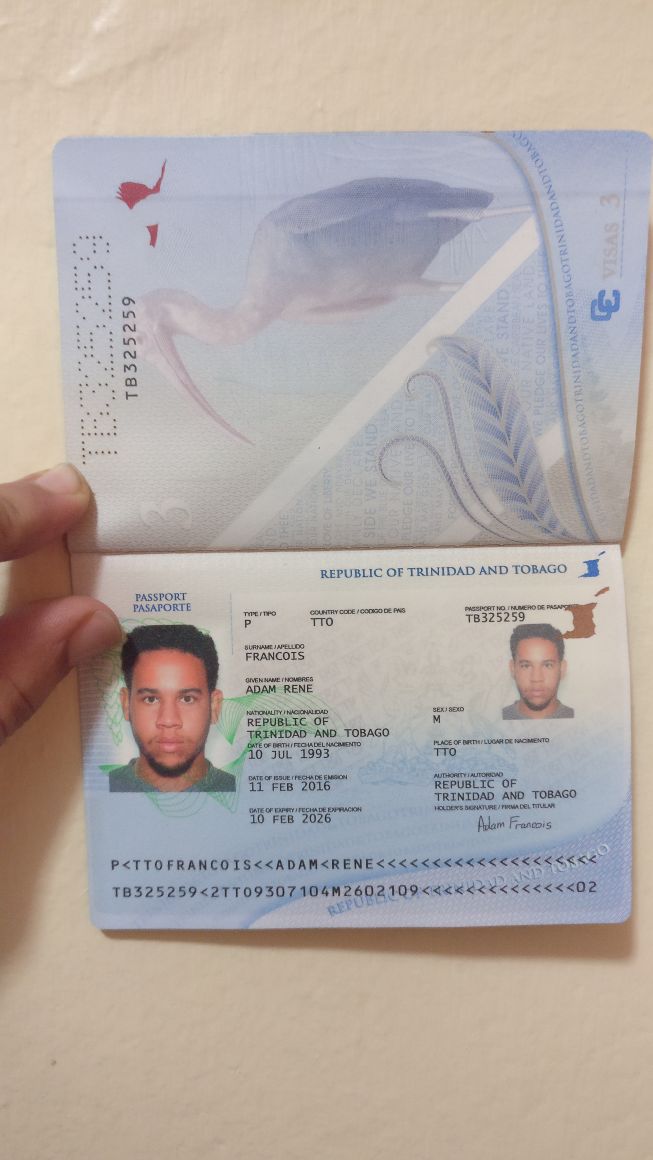 TB325259
TB325259
VISAS 3
SIDE WE STAND
OUR NATIVE LAND
WE PLEDGE OUR LIVES TO THEE
REPUBLIC OF TRINIDAD AND TOBAGO
PASSPORT
PASAPORTE
TYPE / TIPO
P
COUNTRY CODE / CODIGO DE PAIS
TTO
PASSPORT NO. / NUMERO DE PASAPORTE
TB325259
SURNAME / APELLIDO
FRANCOIS
GIVEN NAME / NOMBRES
ADAM RENE
NATIONALITY / NACIONALIDAD
REPUBLIC OF
TRINIDAD AND TOBAGO
SEX / SEXO
M
DATE OF BIRTH / FECHA DEL NACIMIENTO
10 JUL 1993
PLACE OF BIRTH / LUGAR DE NACIMIENTO
TTO
DATE OF ISSUE / FECHA DE EMISION
11 FEB 2016
AUTHORITY / AUTORIDAD
REPUBLIC OF
TRINIDAD AND TOBAGO
DATE OF EXPIRY / FECHA DE EXPIRACION
10 FEB 2026
HOLDER'S SIGNATURE / FIRMA DEL TITULAR
Adam Francois
P<TTOFRANCOIS<<ADAM<RENE<<<<<<<<<<<<<<<<<<<<
TB325259<2TTO9307104M2602109<<<<<<<<<<<<<<02
REPUBLIC OF TRINIDAD AND TOBAGO